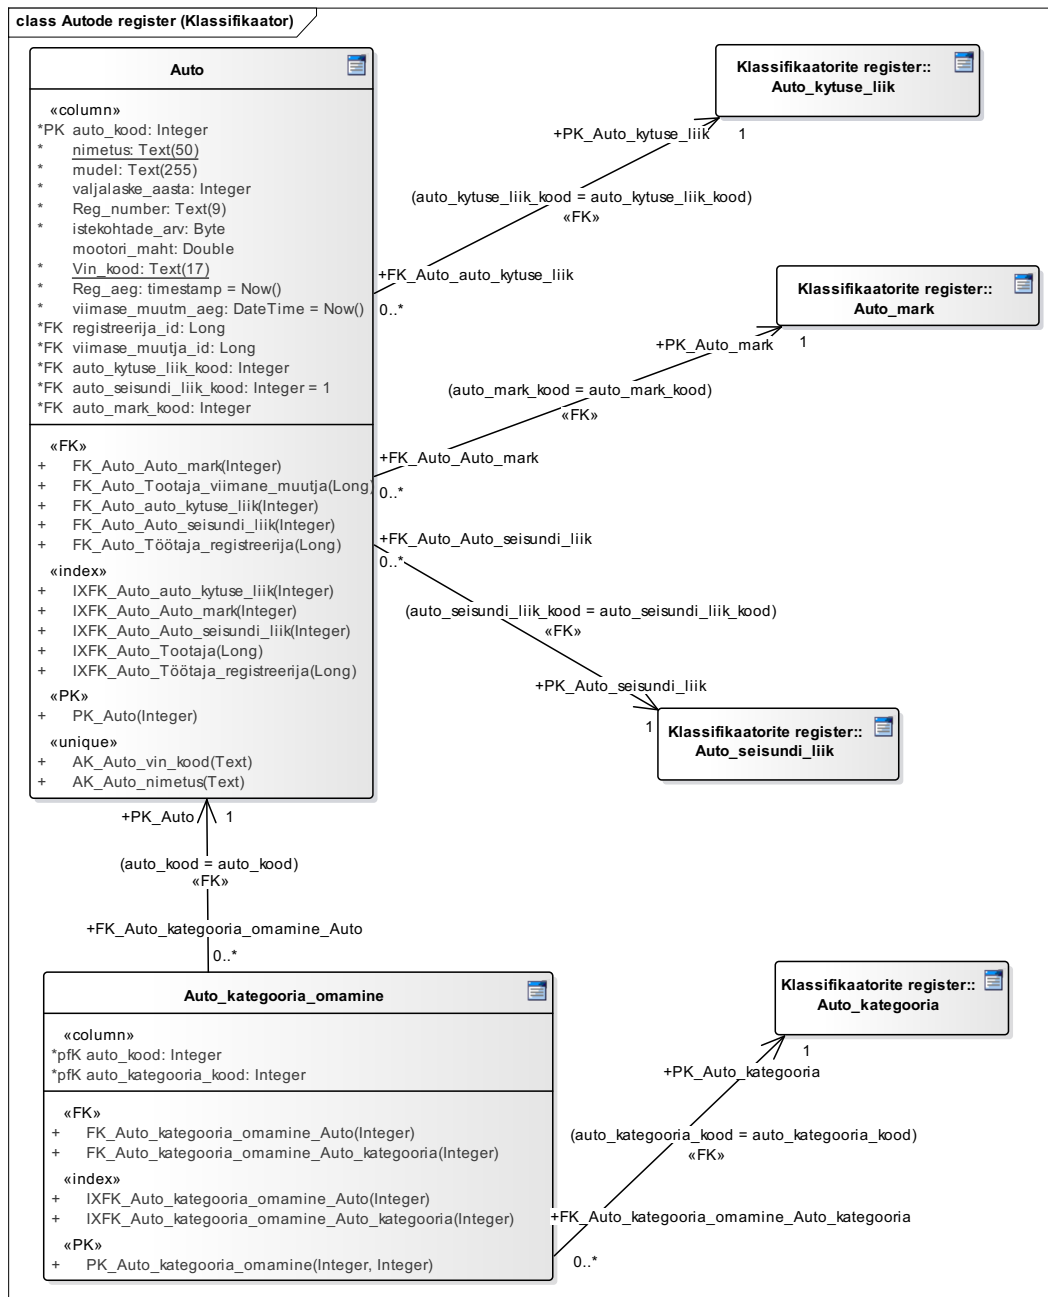 class Autode register (Klassifikaator)
Auto
«column»
*PK auto_kood: Integer
* nimetus: Text(50)
* mudel: Text(255)
* valjalaske_aasta: Integer
* Reg_number: Text(9)
* istekohtade_arv: Byte
mootori_maht: Double
* Vin_kood: Text(17)
* Reg_aeg: timestamp = Now()
* viimase_muutm_aeg: DateTime = Now()
*FK registreerija_id: Long
*FK viimase_muutja_id: Long
*FK auto_kytuse_liik_kood: Integer
*FK auto_seisundi_liik_kood: Integer = 1
*FK auto_mark_kood: Integer
«FK»
+ FK_Auto_Auto_mark(Integer)
+ FK_Auto_Tootaja_viimane_muutja(Long)
+ FK_Auto_auto_kytuse_liik(Integer)
+ FK_Auto_Auto_seisundi_liik(Integer)
+ FK_Auto_Töötaja_registreerija(Long)
«index»
+ IXFK_Auto_auto_kytuse_liik(Integer)
+ IXFK_Auto_Auto_mark(Integer)
+ IXFK_Auto_Auto_seisundi_liik(Integer)
+ IXFK_Auto_Tootaja(Long)
+ IXFK_Auto_Töötaja_registreerija(Long)
«PK»
+ PK_Auto(Integer)
«unique»
+ AK_Auto_vin_kood(Text)
+ AK_Auto_nimetus(Text)
Klassifikaatorite register::
Auto_kytuse_liik
+PK_Auto_kytuse_liik
1
(auto_kytuse_liik_kood = auto_kytuse_liik_kood)
«FK»
+FK_Auto_auto_kytuse_liik
0..*
Klassifikaatorite register::
Auto_mark
+PK_Auto_mark
1
(auto_mark_kood = auto_mark_kood)
«FK»
+FK_Auto_Auto_mark
0..*
+FK_Auto_Auto_seisundi_liik
0..*
(auto_seisundi_liik_kood = auto_seisundi_liik_kood)
«FK»
+PK_Auto_seisundi_liik
1
Klassifikaatorite register::
Auto_seisundi_liik
+PK_Auto
1
(auto_kood = auto_kood)
«FK»
+FK_Auto_kategooria_omamine_Auto
0..*
Auto_kategooria_omamine
«column»
*pfK auto_kood: Integer
*pfK auto_kategooria_kood: Integer
«FK»
+ FK_Auto_kategooria_omamine_Auto(Integer)
+ FK_Auto_kategooria_omamine_Auto_kategooria(Integer)
«index»
+ IXFK_Auto_kategooria_omamine_Auto(Integer)
+ IXFK_Auto_kategooria_omamine_Auto_kategooria(Integer)
«PK»
+ PK_Auto_kategooria_omamine(Integer, Integer)
Klassifikaatorite register::
Auto_kategooria
1
+PK_Auto_kategooria
(auto_kategooria_kood = auto_kategooria_kood)
«FK»
+FK_Auto_kategooria_omamine_Auto_kategooria
0..*